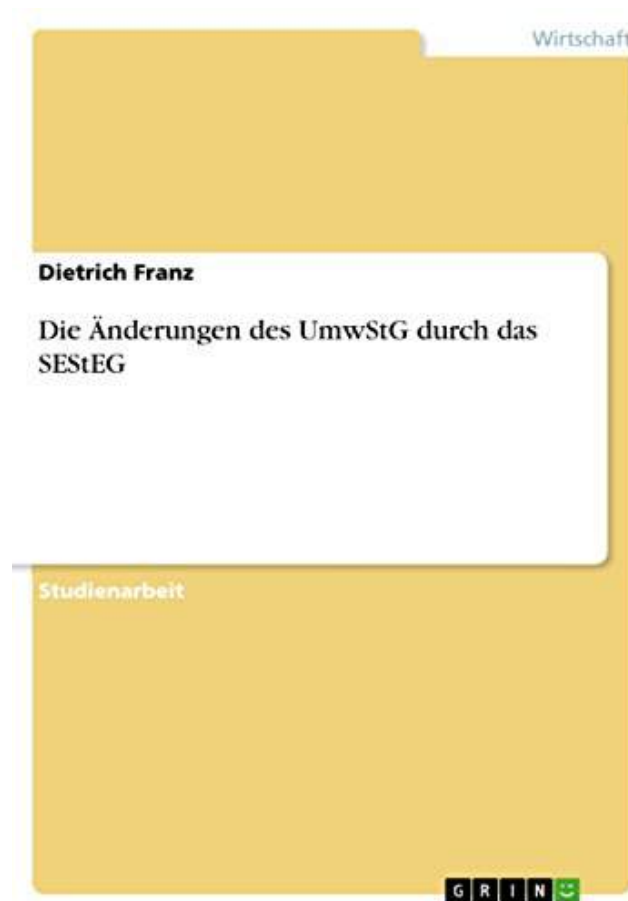 Wirtschaft
Dietrich Franz
Die Änderungen des UmwStG durch das
SEStEG
Studienarbeit
GRIN